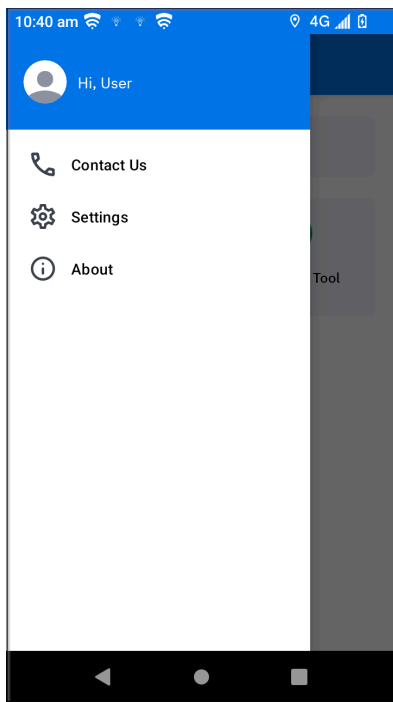 10:40 am 4G
Hi, User
Contact Us
Settings
About
Tool